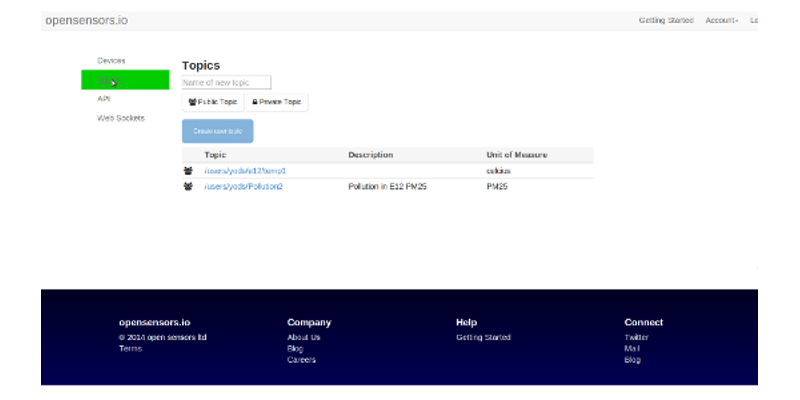 opensensors.io
Getting Started Account
Devices
API
Web Sockets
Topics
Name of new topic
Public Topic Private Topic
Create new topic
Topic Description Unit of Measure
/users/yods/e12/temp1 celcius
/users/yods/Pollution2 Pollution in E12 PM25 PM25
opensensors.io Company Help Connect
© 2014 open sensors ltd About Us Getting Started Twitter
Terms Blog Mail
Careers Blog